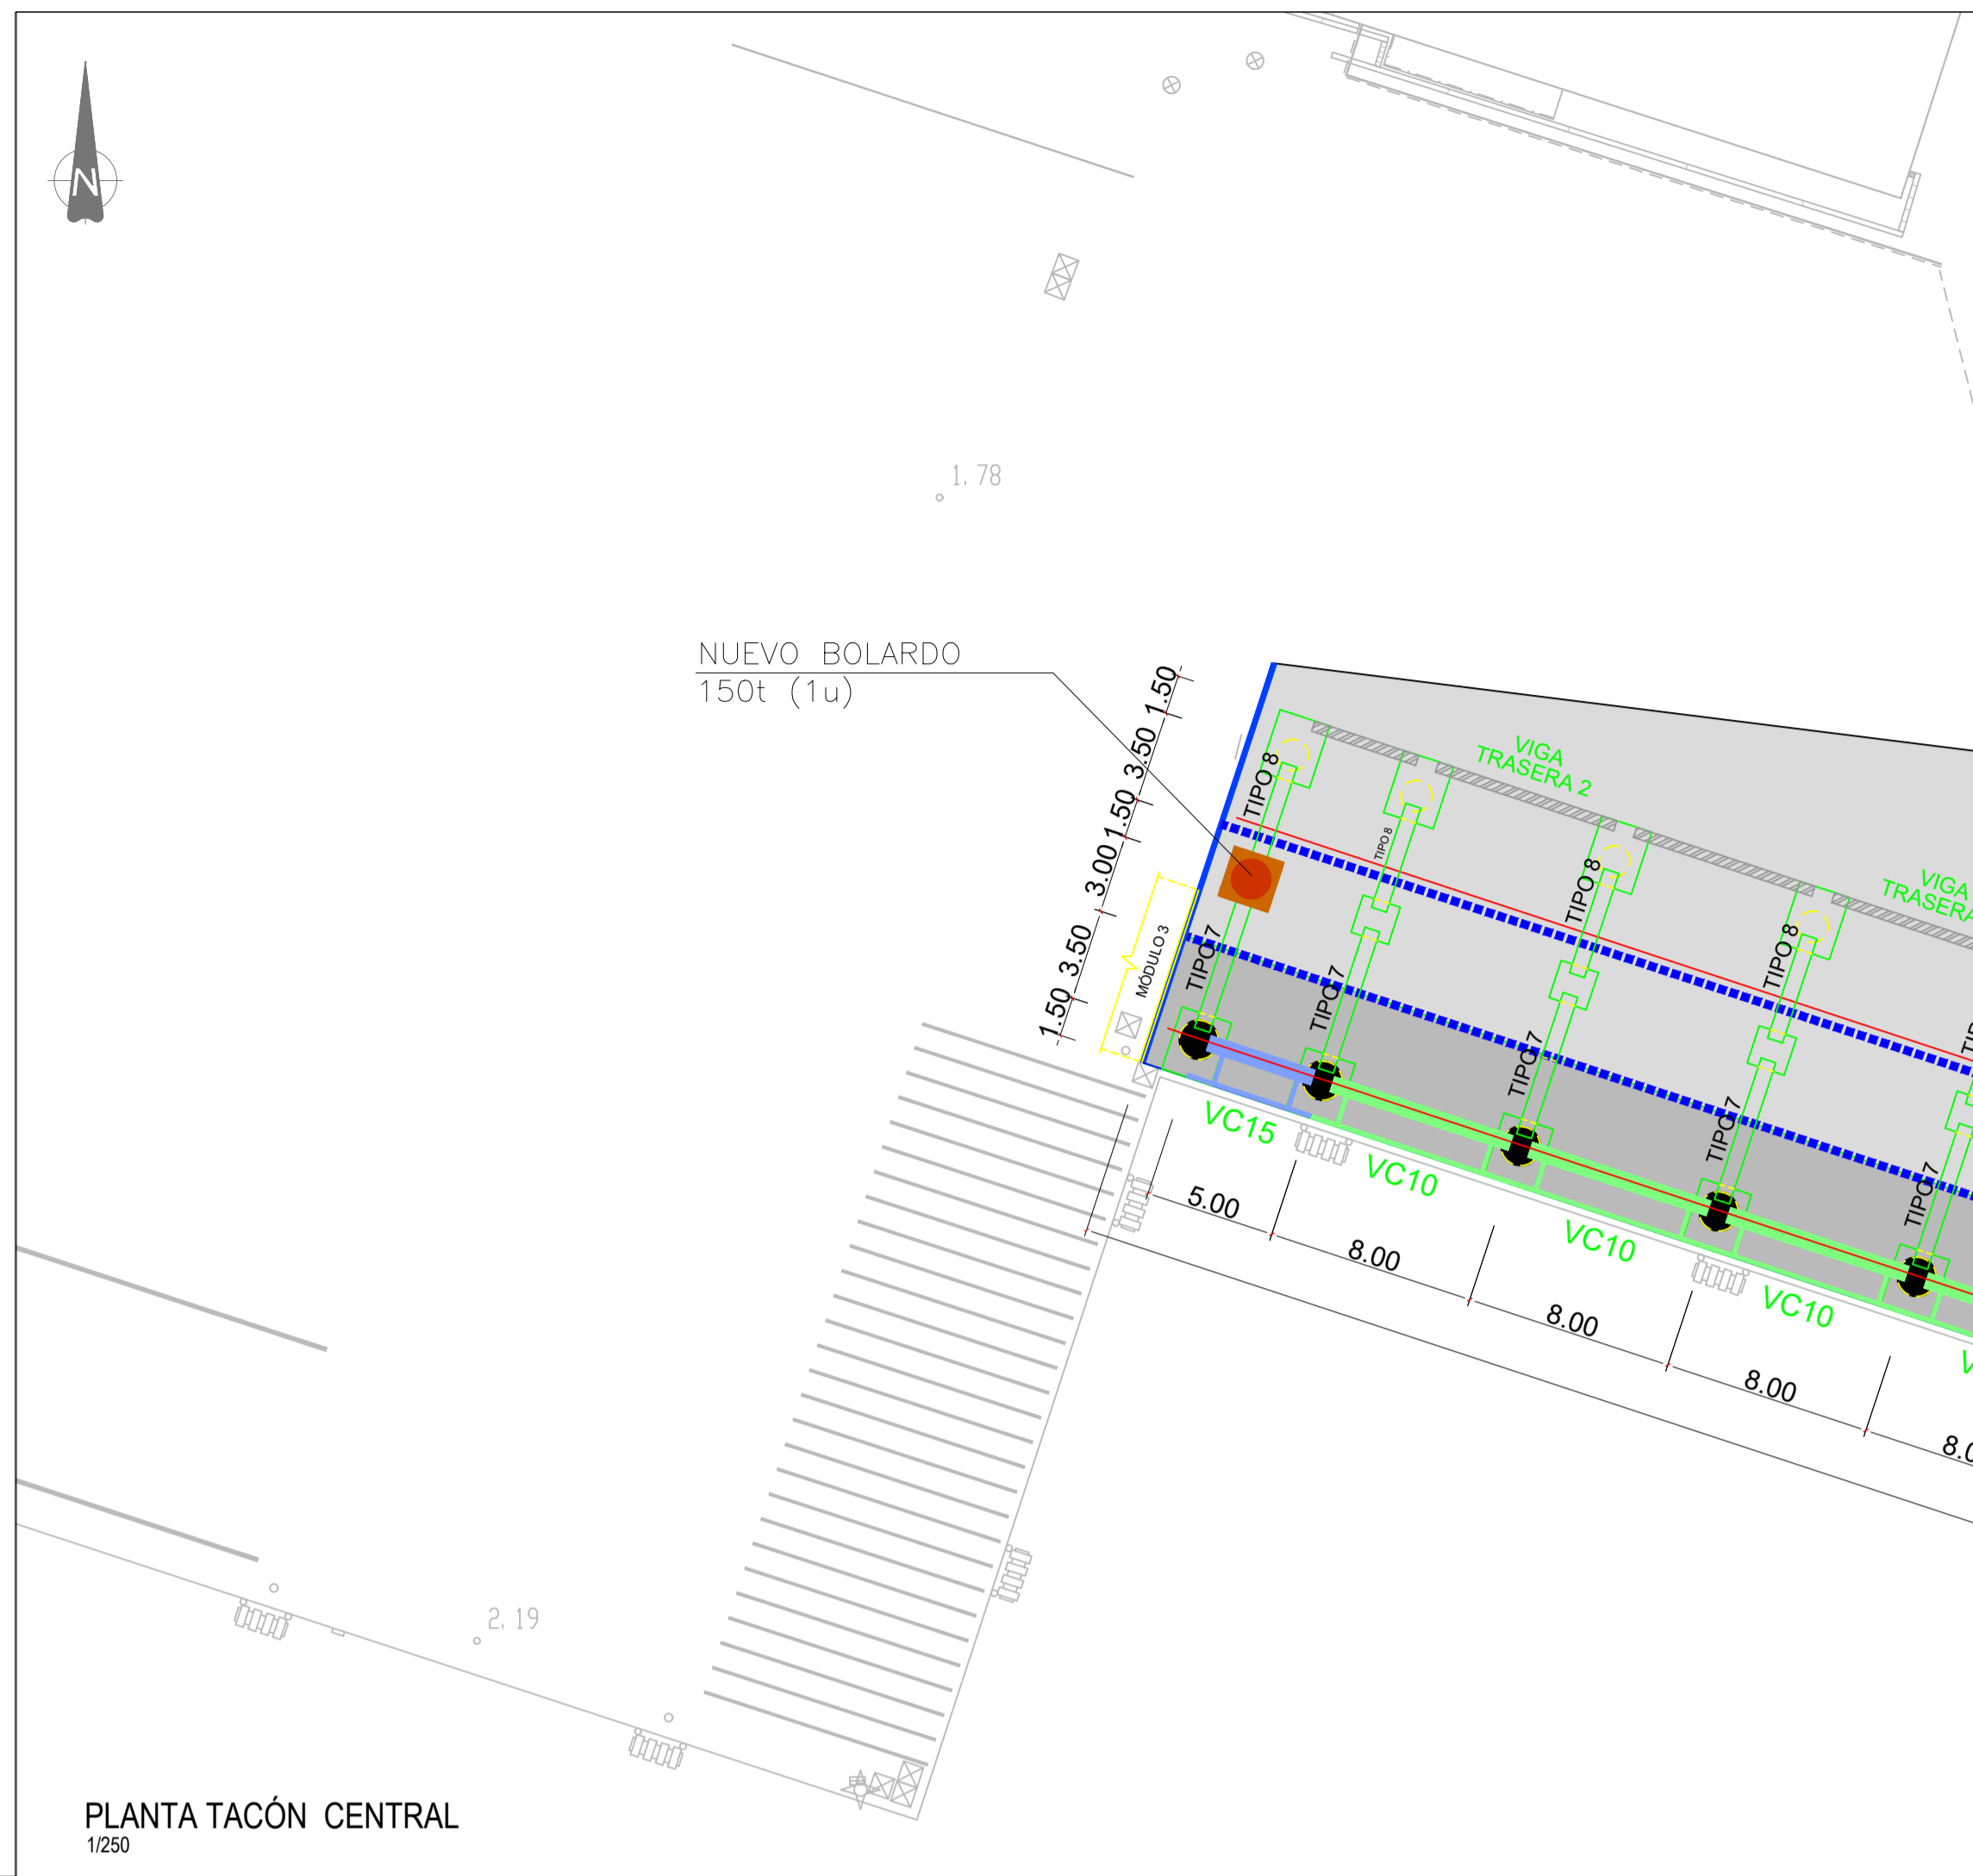 N
1.78
NUEVO BOLARDO
150t (1u)
1.50
3.50
1.50
3.00
3.50
1.50
MÓDULO 3
TIPO 8
TIPO 8
TIPO 8
TIPO 8
VIGA
TRASERA 2
VIGA
TRASERA
TIPO 7
TIPO 7
TIPO 7
TIPO 7
TIPO 7
VC15
VC10
VC10
VC10
5.00
8.00
8.00
8.00
2.19
PLANTA TACÓN CENTRAL
1/250